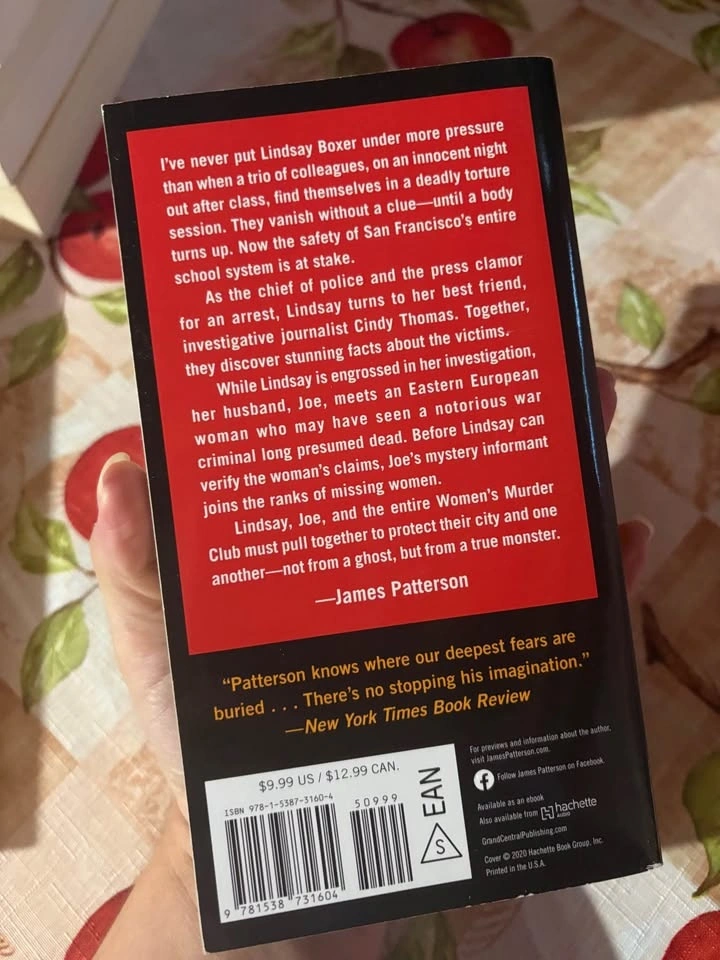 I've never put Lindsay Boxer under more pressure
than when a trio of colleagues, on an innocent night
out after class, find themselves in a deadly torture
session. They vanish without a clue—until a body
turns up. Now the safety of San Francisco's entire
school system is at stake.
As the chief of police and the press clamor
for an arrest, Lindsay turns to her best friend,
investigative journalist Cindy Thomas. Together,
they discover stunning facts about the victims.
While Lindsay is engrossed in her investigation,
her husband, Joe, meets an Eastern European
woman who may have seen a notorious war
criminal long presumed dead. Before Lindsay can
verify the woman's claims, Joe's mystery informant
joins the ranks of missing women.
Lindsay, Joe, and the entire Women's Murder
Club must pull together to protect their city and one
another—not from a ghost, but from a true monster.
—James Patterson
"Patterson knows where our deepest fears are
buried . . . There's no stopping his imagination."
—New York Times Book Review
$9.99 US / $12.99 CAN.
ISBN 978-1-5387-3160-4
50999
9 781538 731604
EAN
S
For previews and information about the author,
visit JamesPatterson.com.
f Follow James Patterson on Facebook.
Available as an ebook
Also available from H hachette
AUDIO
GrandCentralPublishing.com
Cover © 2020 Hachette Book Group, Inc.
Printed in the U.S.A.